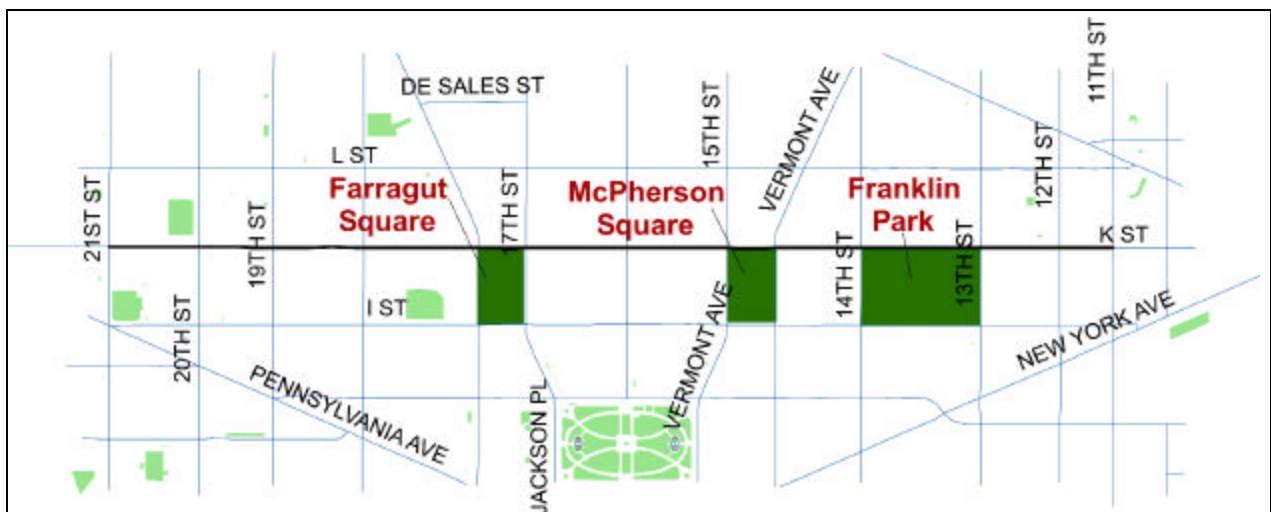 11TH ST
DE SALES ST
15TH ST
VERMONT AVE
12TH ST
L ST
Farragut
Square
17TH ST
McPherson
Square
Franklin
Park
21ST ST
19TH ST
K ST
14TH ST
13TH ST
I ST
20TH ST
VERMONT AVE
NEW YORK AVE
PENNSYLVANIA AVE
JACKSON PL